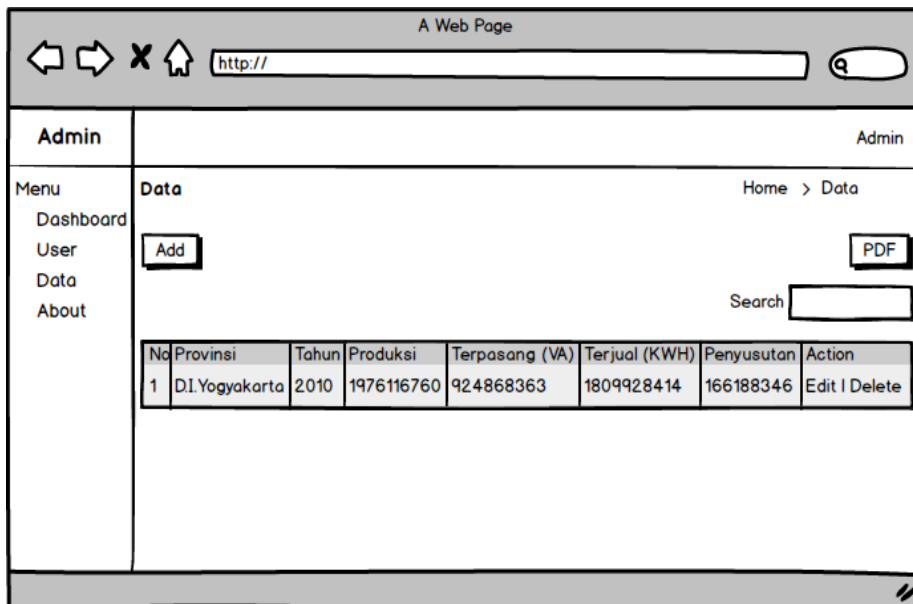 A Web Page
http://
Admin
Admin
Menu
Dashboard
User
Data
About
Data
Home > Data
Add
PDF
Search
No Provinsi Tahun Produksi Terpasang (VA) Terjual (KWH) Penyusutan Action
1 D.I.Yogyakarta 2010 1976116760 924868363 1809928414 166188346 Edit | Delete